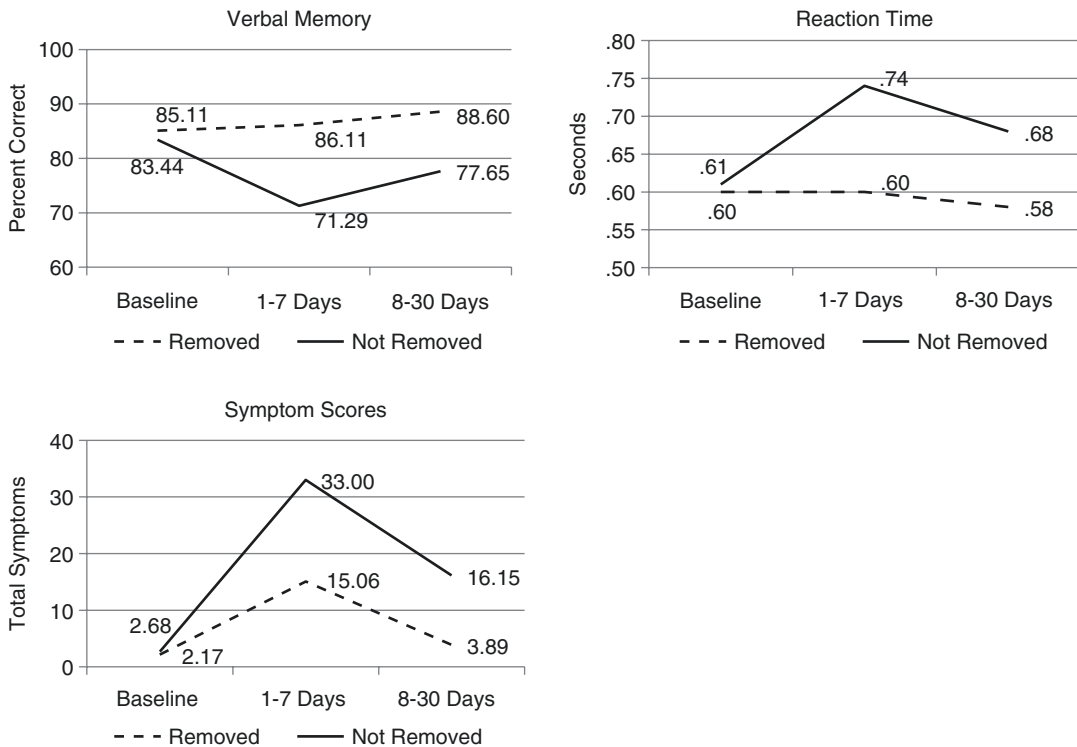 Verbal Memory
100
90
80
70
60
Percent Correct
85.11
83.44
86.11
71.29
88.60
77.65
Baseline
1-7 Days
8-30 Days
Removed
Not Removed
Reaction Time
.80
.75
.70
.65
.60
.55
.50
Seconds
.61
.60
.74
.60
.68
.58
Baseline
1-7 Days
8-30 Days
Removed
Not Removed
Symptom Scores
40
30
20
10
0
Total Symptoms
2.68
2.17
33.00
15.06
16.15
3.89
Baseline
1-7 Days
8-30 Days
Removed
Not Removed